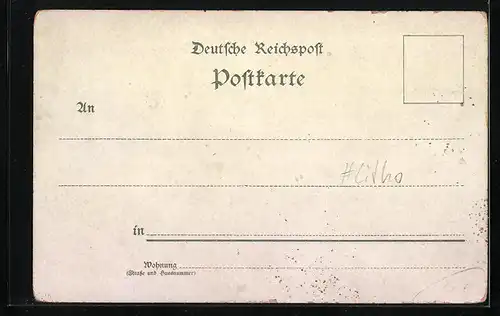 Deutsche Reichspost
Postkarte
An
#Litho
in
Wohnung
(Straße und Hausnummer)